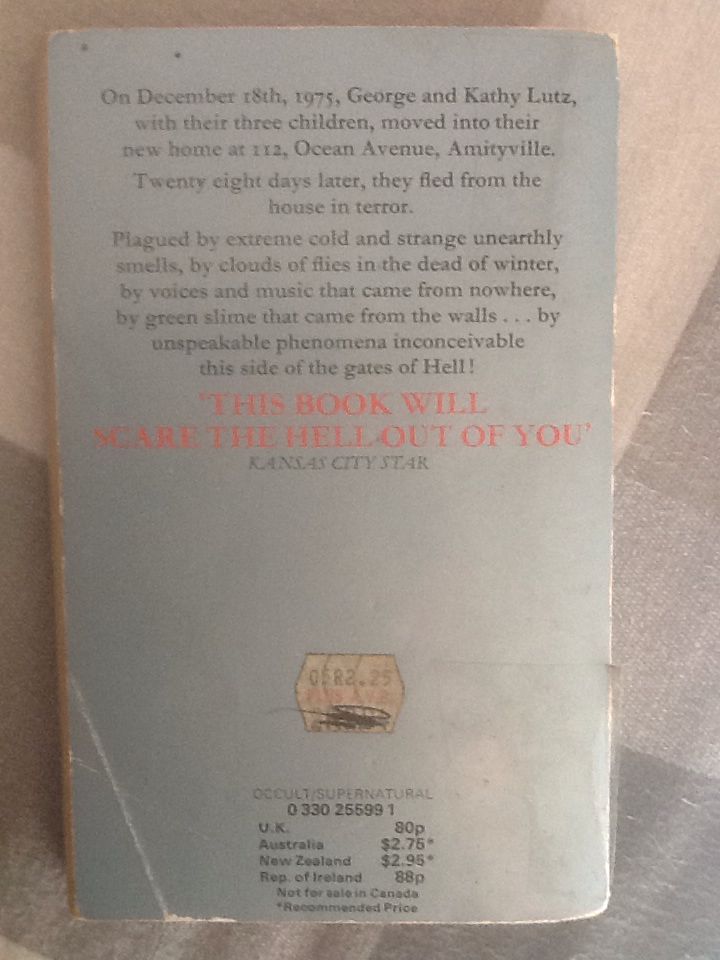 On December 18th, 1975, George and Kathy Lutz,
with their three children, moved into their
new home at 112, Ocean Avenue, Amityville.
Twenty eight days later, they fled from the
house in terror.
Plagued by extreme cold and strange unearthly
smells, by clouds of flies in the dead of winter,
by voices and music that came from nowhere,
by green slime that came from the walls . . . by
unspeakable phenomena inconceivable
this side of the gates of Hell!
'THIS BOOK WILL
SCARE THE HELL OUT OF YOU'
KANSAS CITY STAR
R2.25
OCCULT/SUPERNATURAL
0 330 25599 1
U.K. 80p
Australia $2.75*
New Zealand $2.95*
Rep. of Ireland 88p
Not for sale in Canada
*Recommended Price